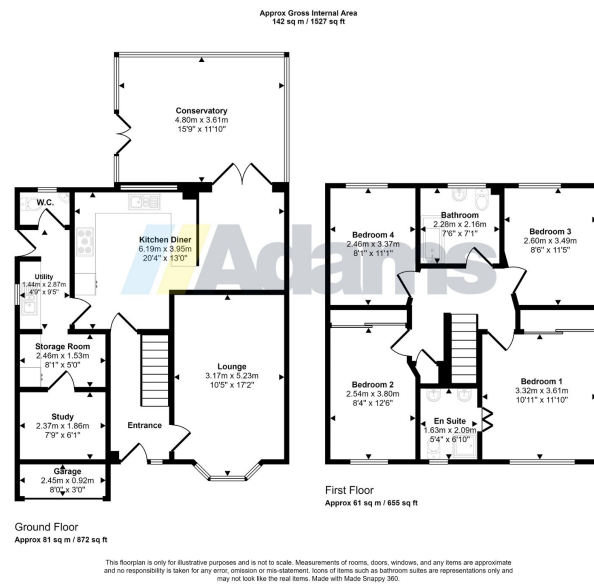 Approx Gross Internal Area
142 sq m / 1527 sq ft
Conservatory
4.80m x 3.61m
15'9" x 11'10"
W.C.
Kitchen Diner
6.19m x 3.95m
20'4" x 13'0"
Utility
1.44m x 2.87m
4'9" x 9'5"
Storage Room
2.46m x 1.53m
8'1" x 5'0"
Study
2.37m x 1.86m
7'9" x 6'1"
Entrance
Lounge
3.17m x 5.23m
10'5" x 17'2"
Garage
2.45m x 0.92m
8'0" x 3'0"
Ground Floor
Approx 81 sq m / 872 sq ft
Bedroom 4
2.46m x 3.37m
8'1" x 11'1"
Bathroom
2.28m x 2.16m
7'6" x 7'1"
Bedroom 3
2.60m x 3.49m
8'6" x 11'5"
Bedroom 2
2.54m x 3.80m
8'4" x 12'6"
En Suite
1.63m x 2.09m
5'4" x 6'10"
Bedroom 1
3.32m x 3.61m
10'11" x 11'10"
First Floor
Approx 61 sq m / 655 sq ft
Adams
This floorplan is only for illustrative purposes and is not to scale. Measurements of rooms, doors, windows, and any items are approximate
and no responsibility is taken for any error, omission or mis-statement. Icons of items such as bathroom suites are representations only and
may not look like the real items. Made with Made Snappy 360.